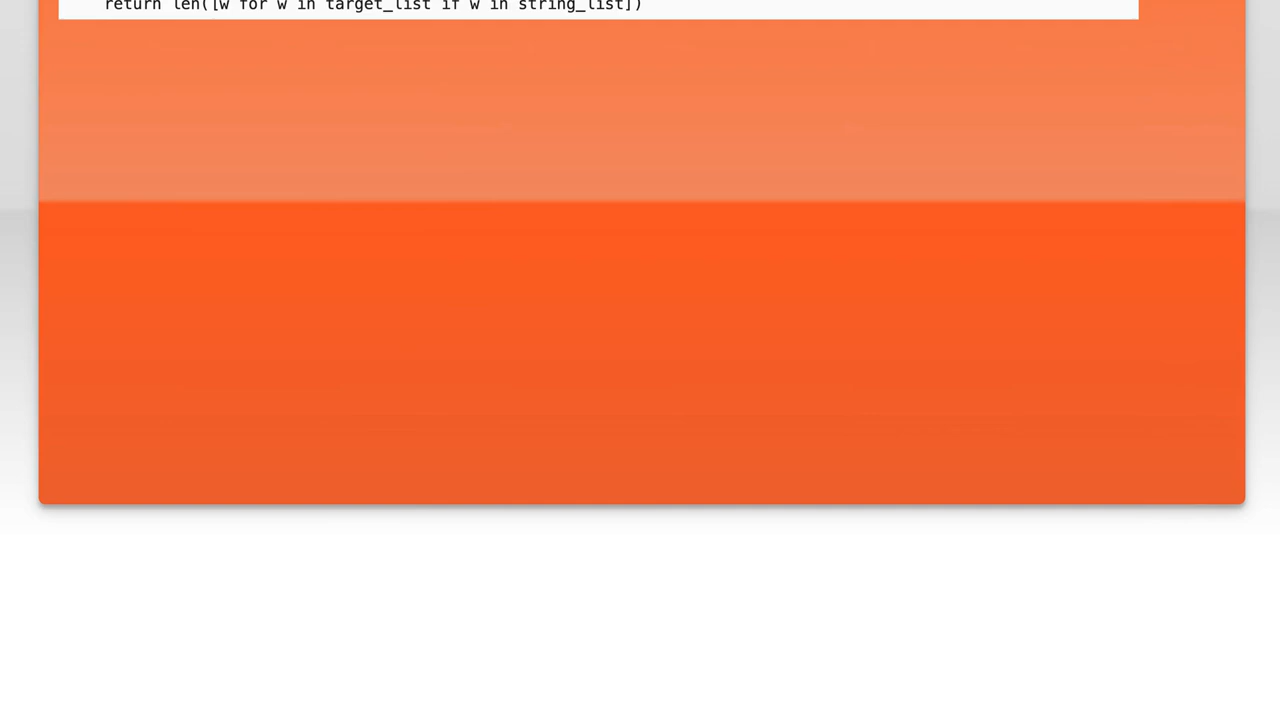 return len([w for w in target_list if w in string_list])